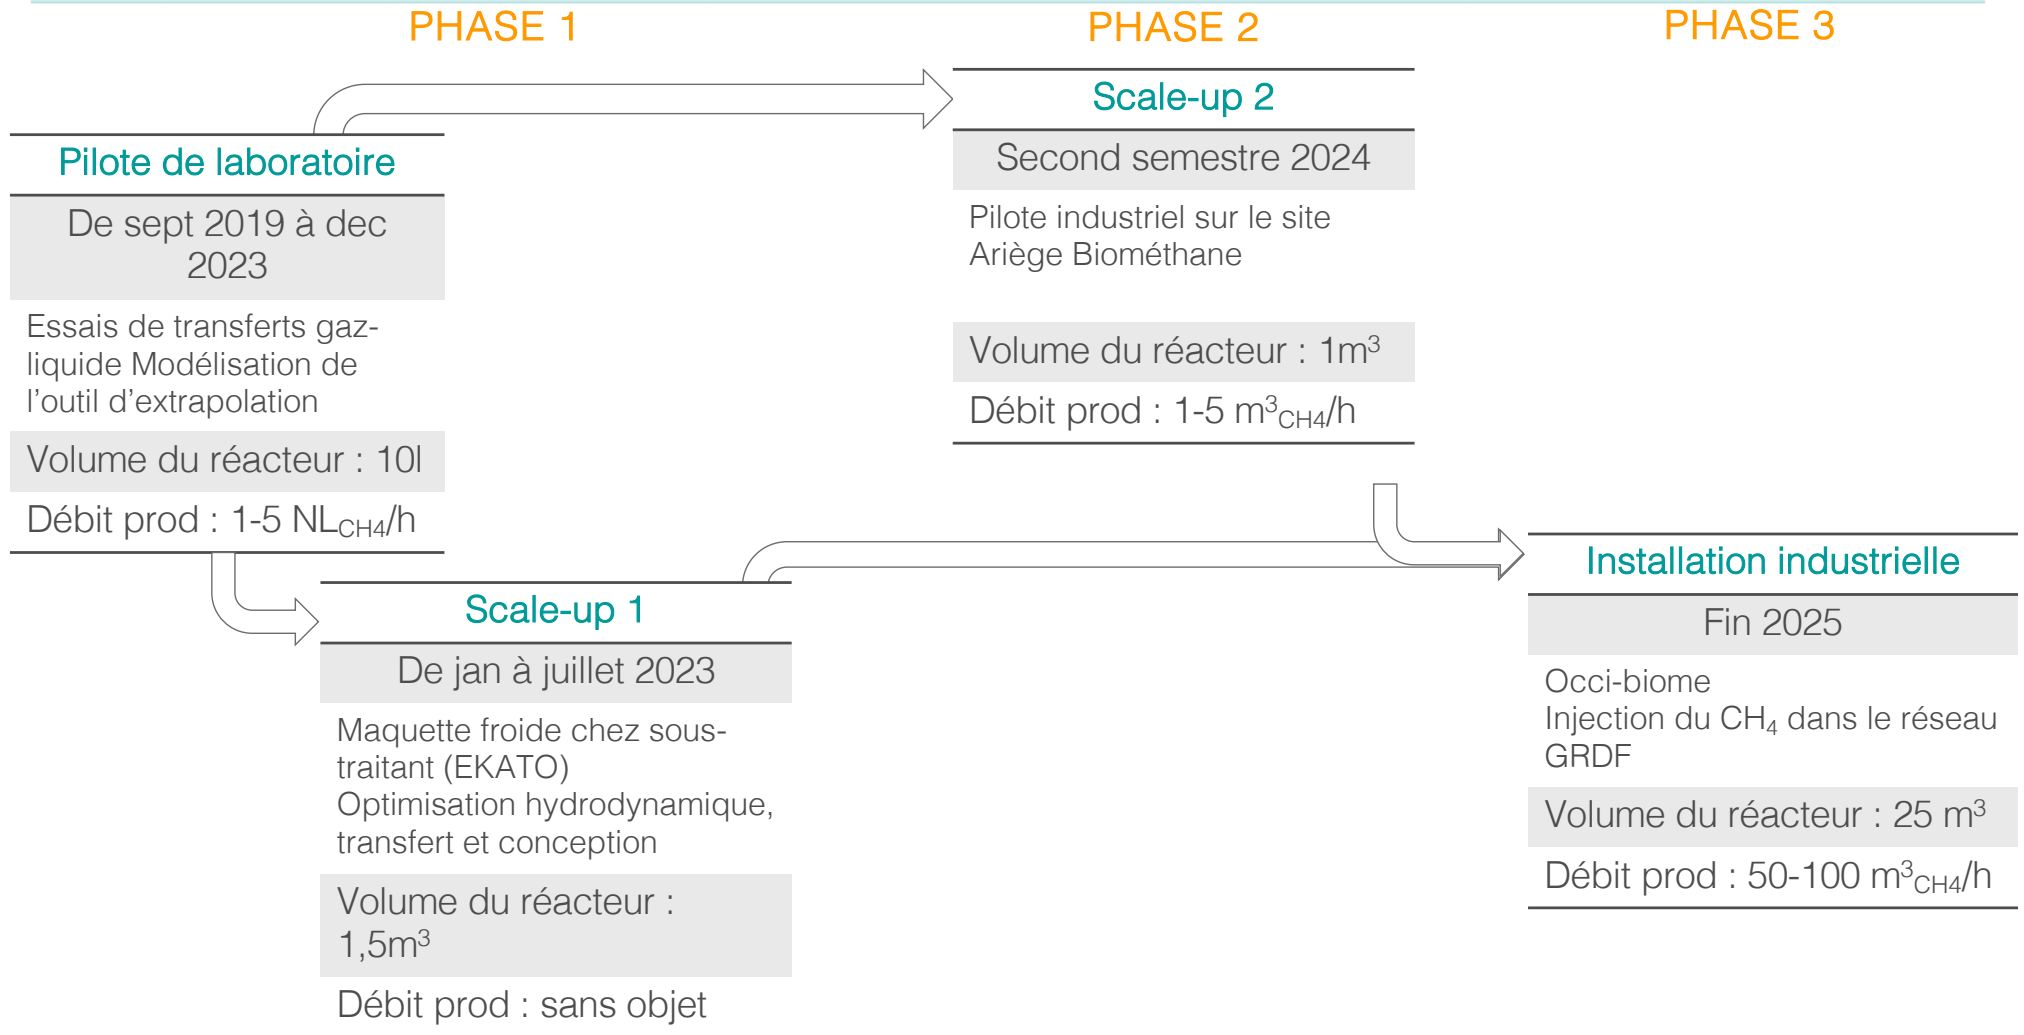 PHASE 1
PHASE 2
PHASE 3
Pilote de laboratoire
De sept 2019 à dec
2023
Essais de transferts gaz-
liquide Modélisation de
l’outil d’extrapolation
Volume du réacteur : 10l
Débit prod : 1-5 NL_CH4/h
Scale-up 1
De jan à juillet 2023
Maquette froide chez sous-
traitant (EKATO)
Optimisation hydrodynamique,
transfert et conception
Volume du réacteur :
1,5m³
Débit prod : sans objet
Scale-up 2
Second semestre 2024
Pilote industriel sur le site
Ariège Biométhane
Volume du réacteur : 1m³
Débit prod : 1-5 m³_CH4/h
Installation industrielle
Fin 2025
Occi-biome
Injection du CH₄ dans le réseau
GRDF
Volume du réacteur : 25 m³
Débit prod : 50-100 m³_CH4/h